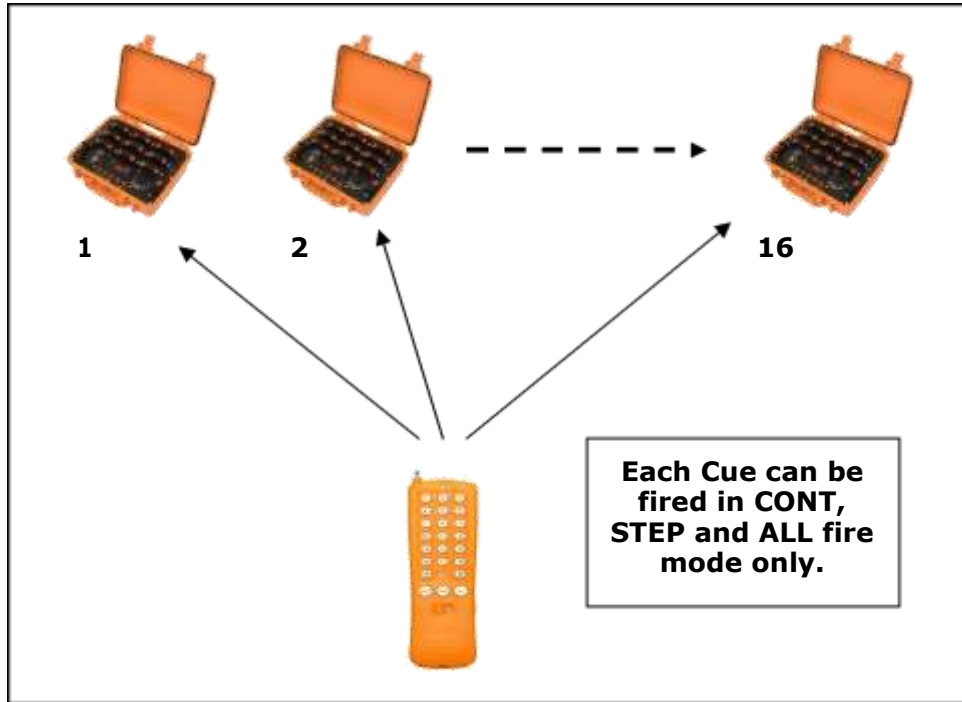 1
2
16
Each Cue can be
fired in CONT,
STEP and ALL fire
mode only.